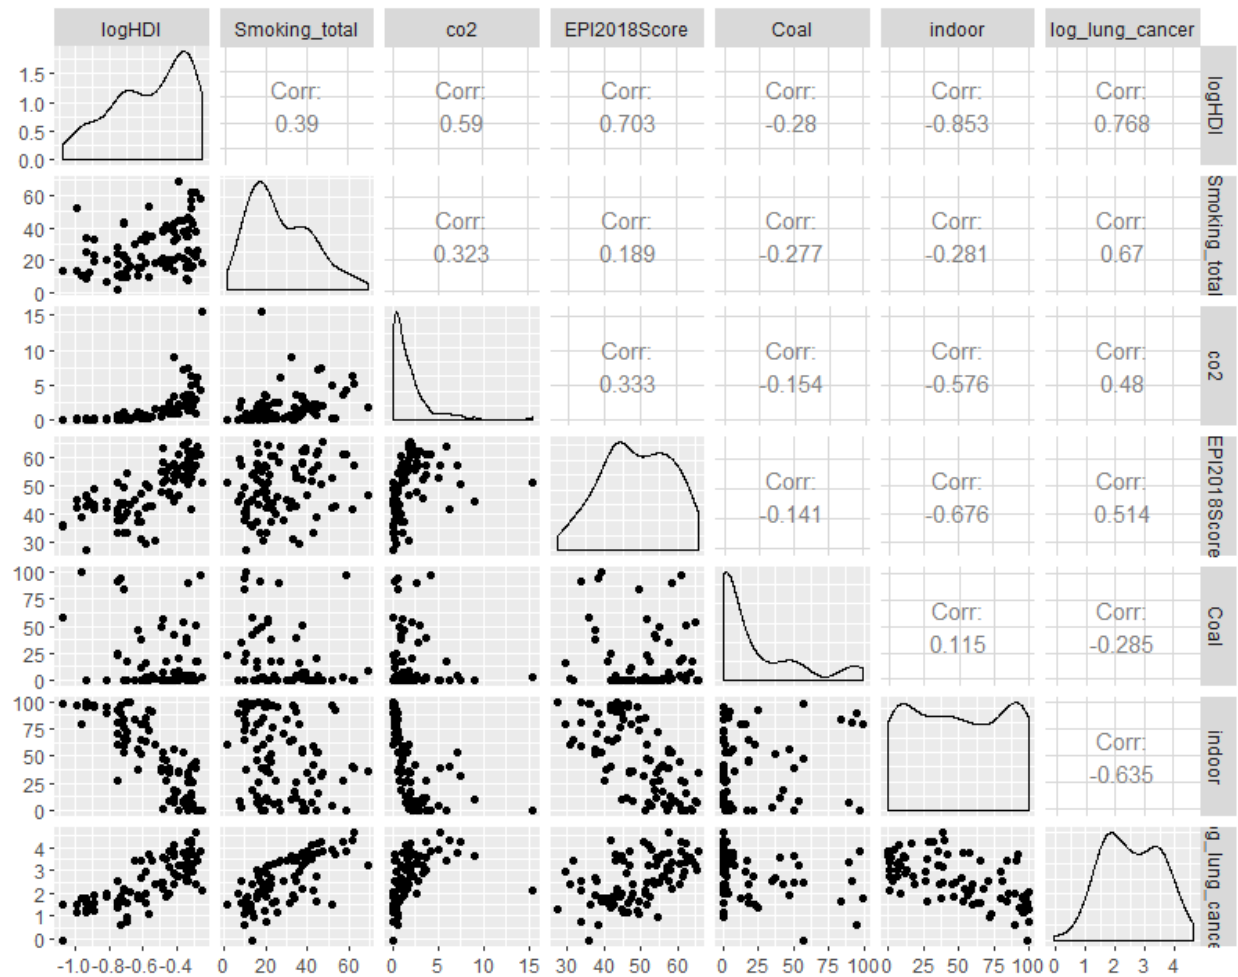 logHDI Smoking_total co2 EPI2018Score Coal indoor log_lung_cancer
1.5
1.0
0.5
0.0
Corr: Corr: Corr: Corr: Corr: Corr:
0.39 0.59 0.703 -0.28 -0.853 0.768
logHDI
60
40
20
0
Corr: Corr: Corr: Corr: Corr:
0.323 0.189 -0.277 -0.281 0.67
Smoking_total
15
10
5
0
Corr: Corr: Corr: Corr:
0.333 -0.154 -0.576 0.48
co2
60
50
40
30
Corr: Corr: Corr:
-0.141 -0.676 0.514
EPI2018Score
100
75
50
25
0
Corr: Corr:
0.115 -0.285
Coal
100
75
50
25
0
Corr:
-0.635
indoor
4
3
2
1
0
g_lung_cance
-1.0 -0.8 -0.6 -0.4 0 20 40 60 0 5 10 15 30 40 50 60 0 25 50 75 100 0 25 50 75 100 0 1 2 3 4